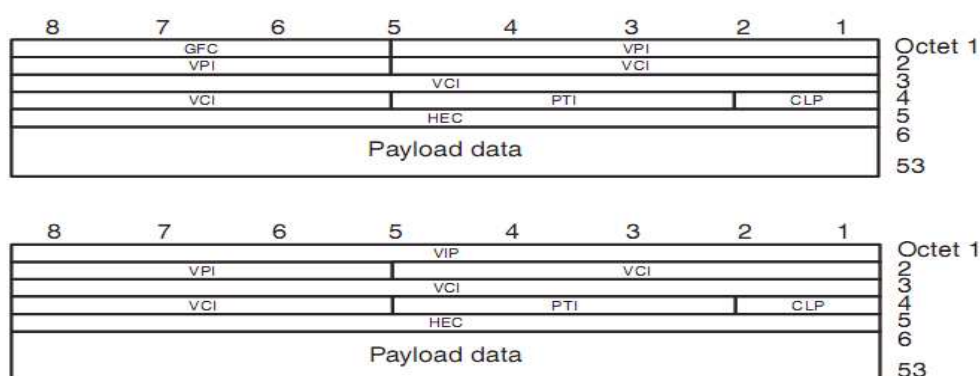 8 7 6 5 4 3 2 1
GFC VPI Octet 1
VPI VCI 2
VCI 3
VCI PTI CLP 4
HEC 5
6
Payload data
53
8 7 6 5 4 3 2 1
VIP Octet 1
VPI VCI 2
VCI 3
VCI PTI CLP 4
HEC 5
6
Payload data
53